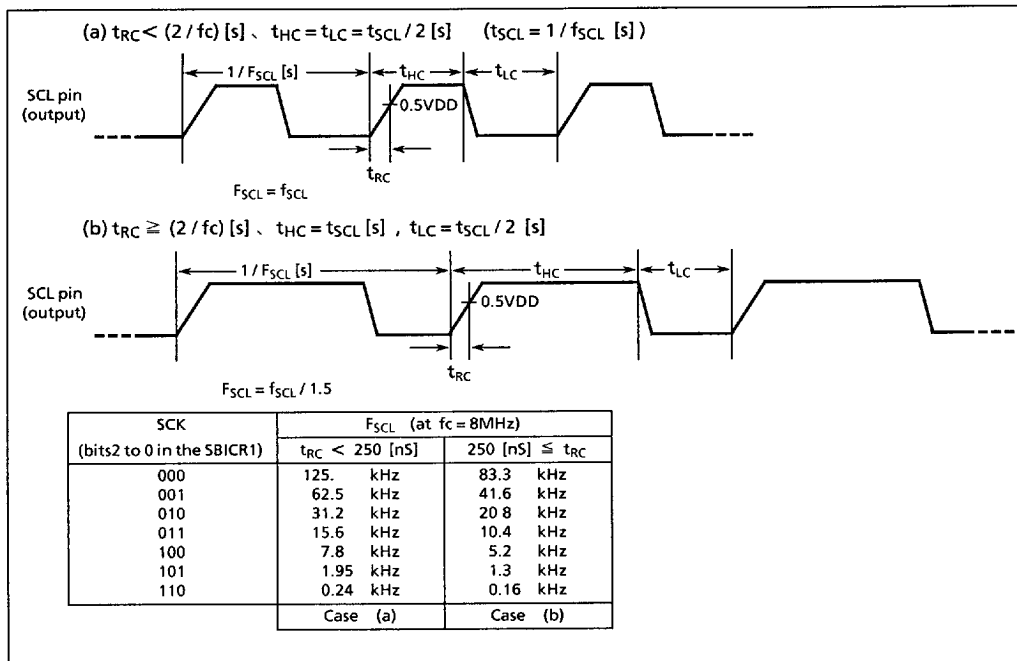 (a) tRC < (2 / fc) [s] 、 tHC = tLC = tSCL / 2 [s] (tSCL = 1 / fSCL [s] )
1 / FSCL [s]
tHC
tLC
SCL pin
(output)
0.5VDD
tRC
FSCL = fSCL
(b) tRC ≧ (2 / fc) [s] 、 tHC = tSCL [s] , tLC = tSCL / 2 [s]
1 / FSCL [s]
tHC
tLC
SCL pin
(output)
0.5VDD
tRC
FSCL = fSCL / 1.5
SCK FSCL (at fc = 8MHz)
(bits2 to 0 in the SBICR1) tRC < 250 [nS] 250 [nS] ≦ tRC
000 125. kHz 83.3 kHz
001 62.5 kHz 41.6 kHz
010 31.2 kHz 20 8 kHz
011 15.6 kHz 10.4 kHz
100 7.8 kHz 5.2 kHz
101 1.95 kHz 1.3 kHz
110 0.24 kHz 0.16 kHz
Case (a) Case (b)